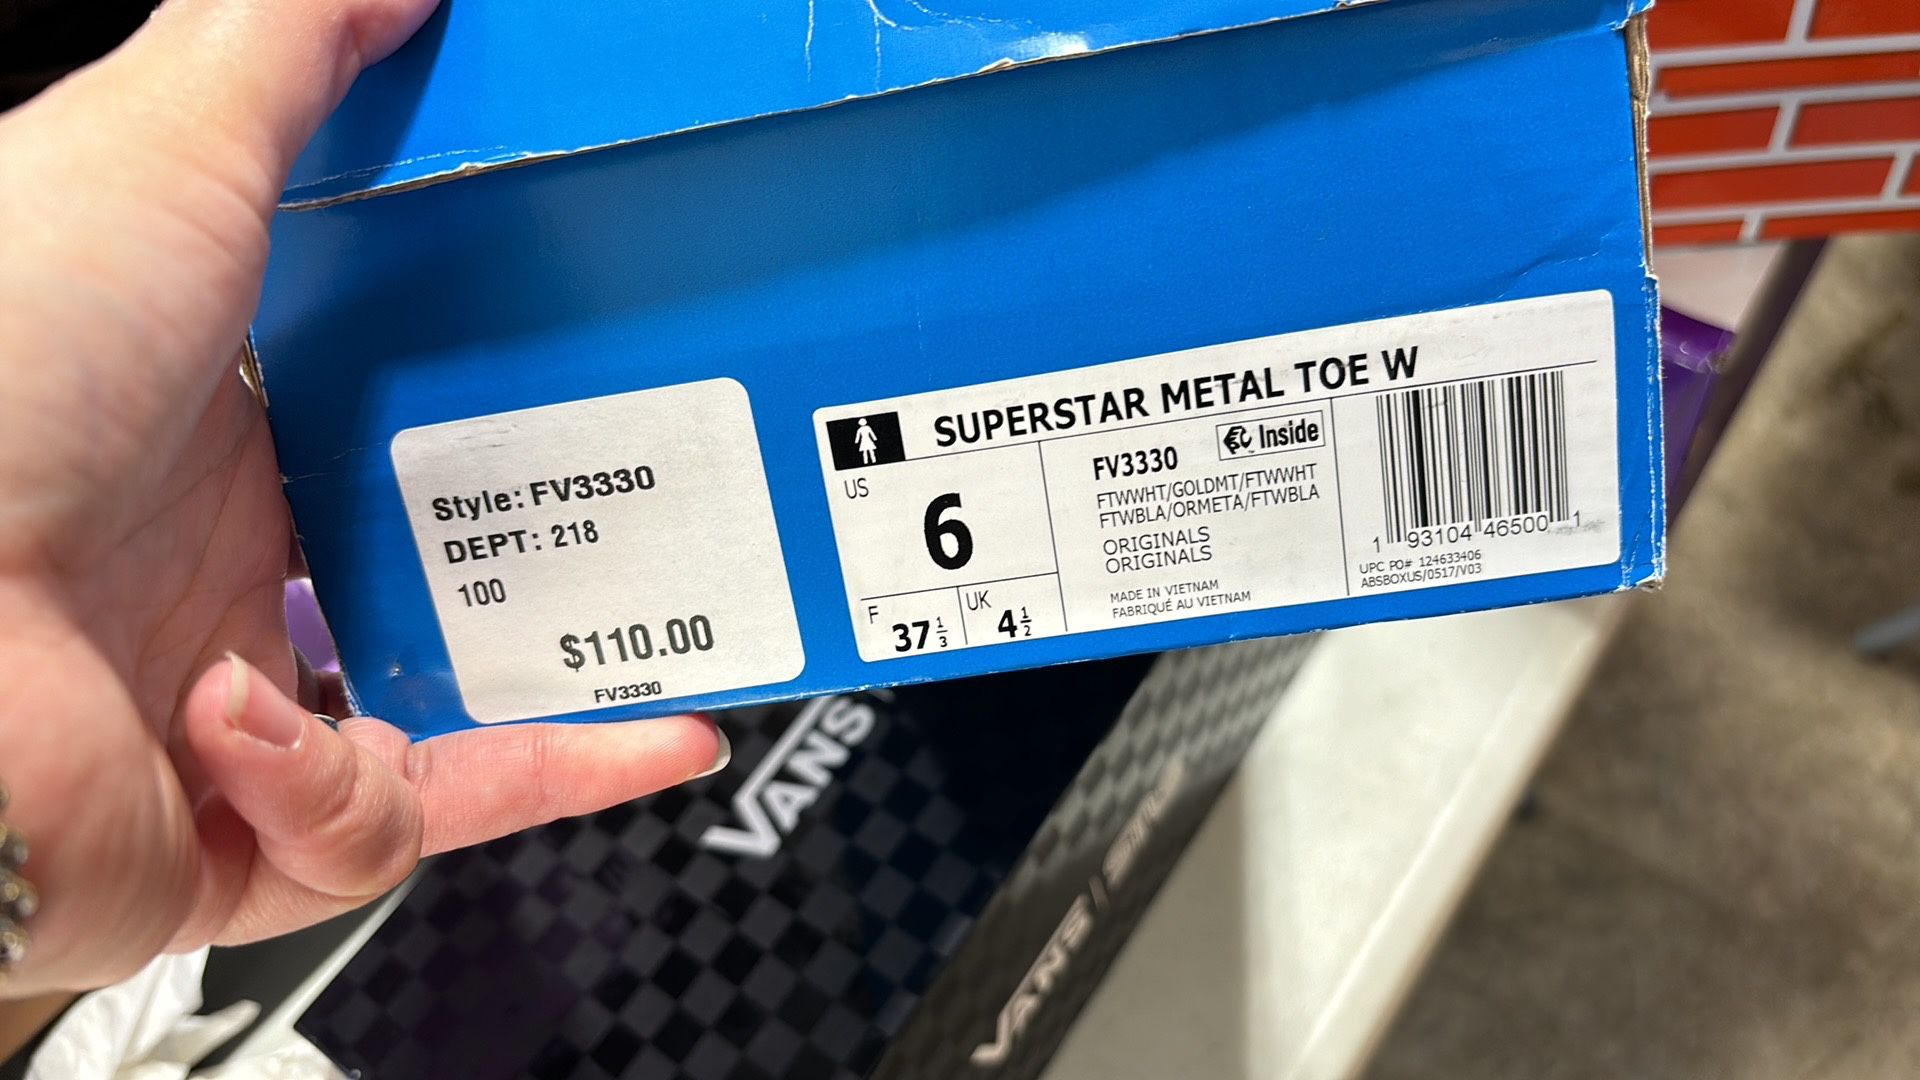 Style: FV3330
DEPT: 218
100
$110.00
FV3330
SUPERSTAR METAL TOE W
US
6
F
37 1/3
UK
4 1/2
FV3330
Inside
FTWWHT/GOLDMT/FTWWHT
FTWBLA/ORMETA/FTWBLA
ORIGINALS
ORIGINALS
MADE IN VIETNAM
FABRIQUÉ AU VIETNAM
1 93104 46500 1
UPC PO# 124633406
ABSBOXUS/0517/V03
VANS
VANS